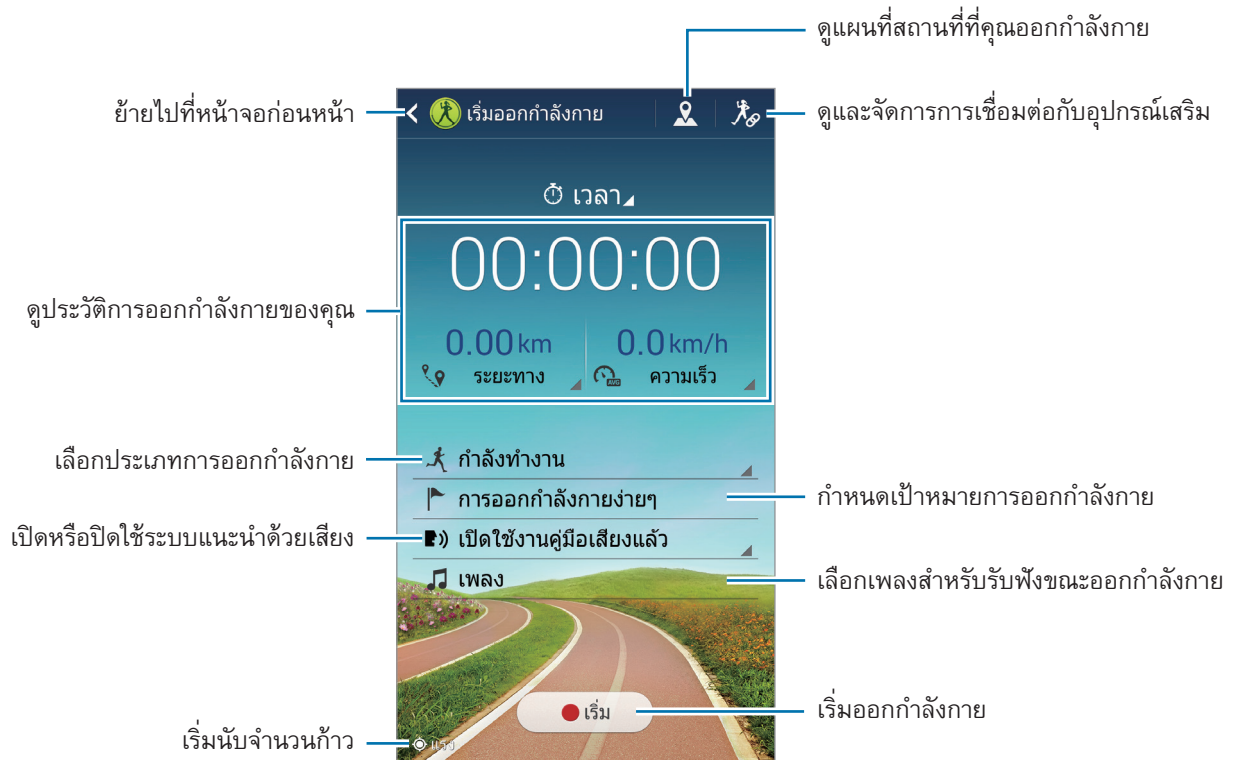 ดูแผนที่สถานที่ที่คุณออกกำลังกาย
ย้ายไปที่หน้าจอก่อนหน้า
เริ่มออกกำลังกาย
ดูและจัดการการเชื่อมต่อกับอุปกรณ์เสริม
เวลา
00:00:00
ดูประวัติการออกกำลังกายของคุณ
0.00 km
0.0 km/h
ระยะทาง
AVG
ความเร็ว
เลือกประเภทการออกกำลังกาย
กำลังทำงาน
การออกกำลังกายง่ายๆ
กำหนดเป้าหมายการออกกำลังกาย
เปิดหรือปิดใช้ระบบแนะนำด้วยเสียง
เปิดใช้งานคู่มือเสียงแล้ว
เพลง
เลือกเพลงสำหรับรับฟังขณะออกกำลังกาย
เริ่ม
เริ่มออกกำลังกาย
เริ่มนับจำนวนก้าว
แรง